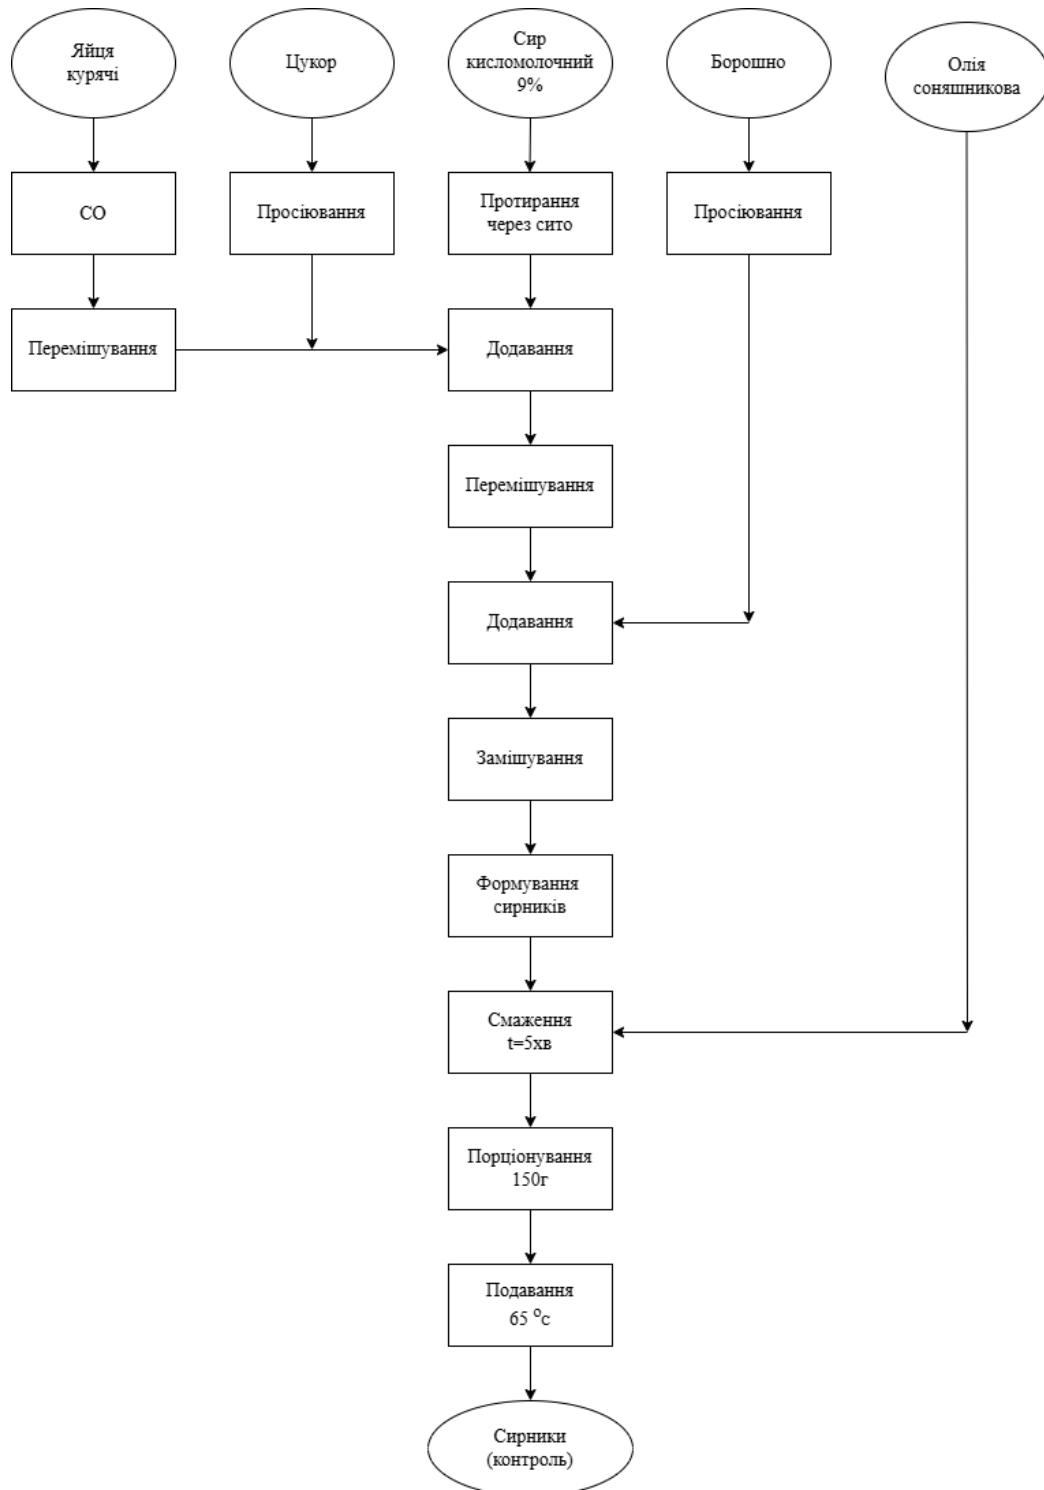 Яйця
курячі
Цукор
Сир
кисломолочний
9%
Борошно
Олія
соняшникова
СО
Просіювання
Протирання
через сито
Просіювання
Перемішування
Додавання
Перемішування
Додавання
Замішування
Формування
сирників
Смаження
t=5хв
Порціонування
150г
Подавання
65 °с
Сирники
(контроль)